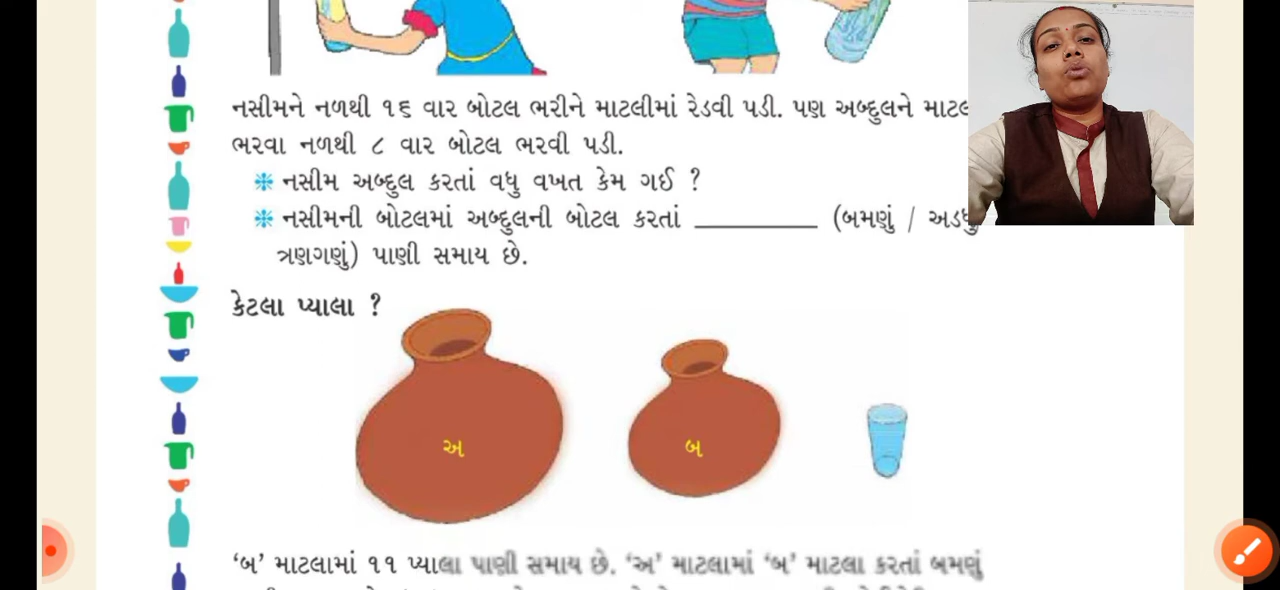 નસીમને નળથી ૧૬ વાર બોટલ ભરીને માટલીમાં રેડવી પડી. પણ અબ્દુલને
ભરવા નળથી ૮ વાર બોટલ ભરવી પડી.
❉ નસીમ અબ્દુલ કરતાં વધુ વખત કેમ ગઈ ?
❉ નસીમની બોટલમાં અબ્દુલની બોટલ કરતાં ________ (બમણું / અડધું
ત્રણગણું) પાણી સમાય છે.
કેટલા પ્યાલા ?
અ
બ
‘બ’ માટલામાં ૧૧ પ્યાલા પાણી સમાય છે. ‘અ’ માટલામાં ‘બ’ માટલા કરતાં બમણું